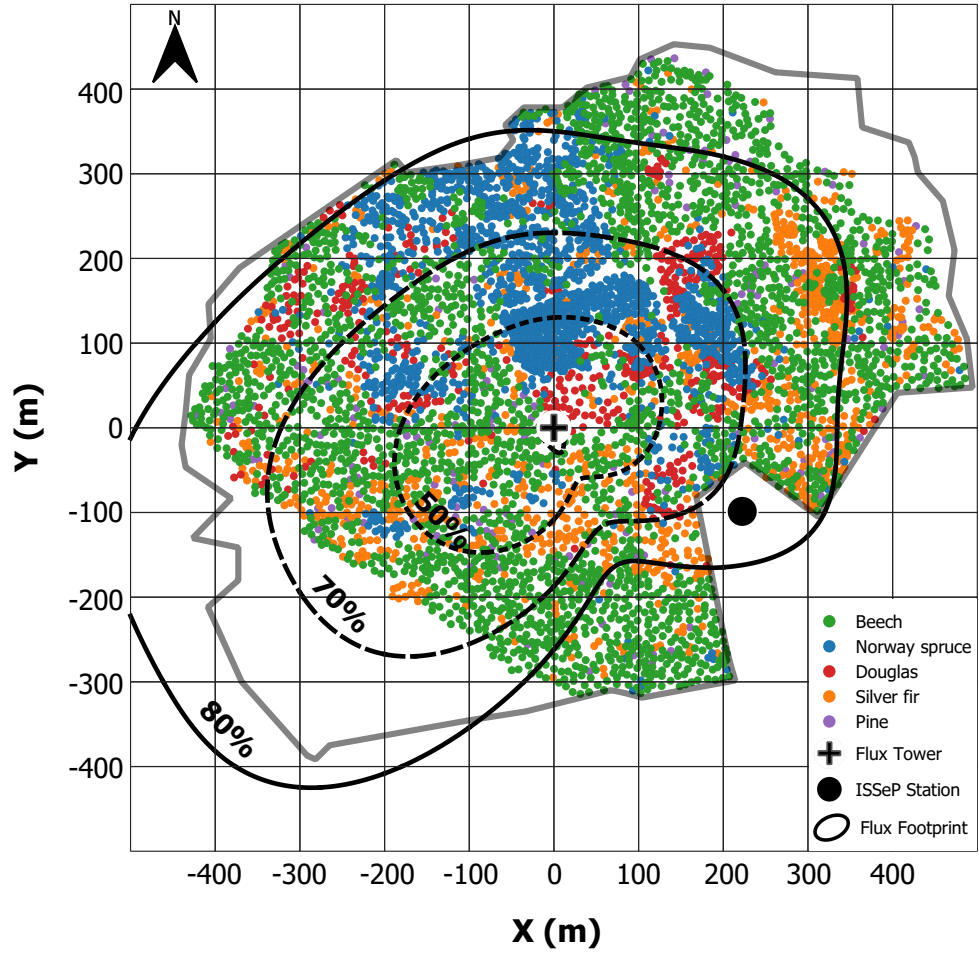 N
400
300
200
100
0
-100
-200
-300
-400
Y (m)
50%
70%
80%
Beech
Norway spruce
Douglas
Silver fir
Pine
Flux Tower
ISSeP Station
Flux Footprint
-400 -300 -200 -100 0 100 200 300 400
X (m)